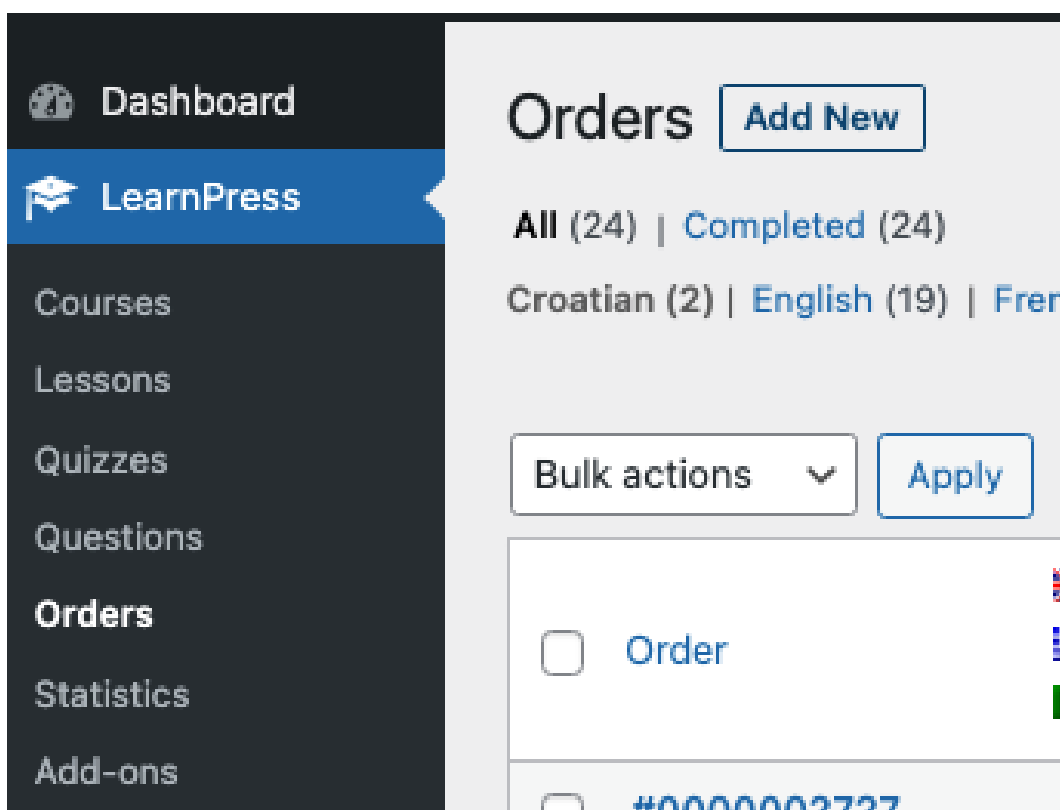 Dashboard
LearnPress
Courses
Lessons
Quizzes
Questions
Orders
Statistics
Add-ons
Orders Add New
All (24) | Completed (24)
Croatian (2) | English (19) |
Bulk actions Apply
Order